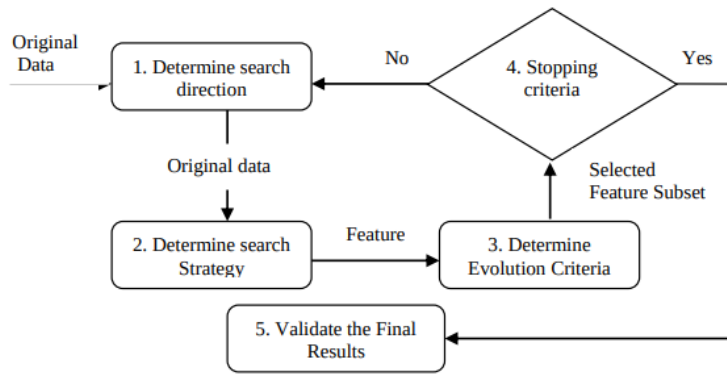 Original
Data
1. Determine search
direction
No
4. Stopping
criteria
Yes
Original data
Selected
Feature Subset
2. Determine search
Strategy
Feature
3. Determine
Evolution Criteria
5. Validate the Final
Results